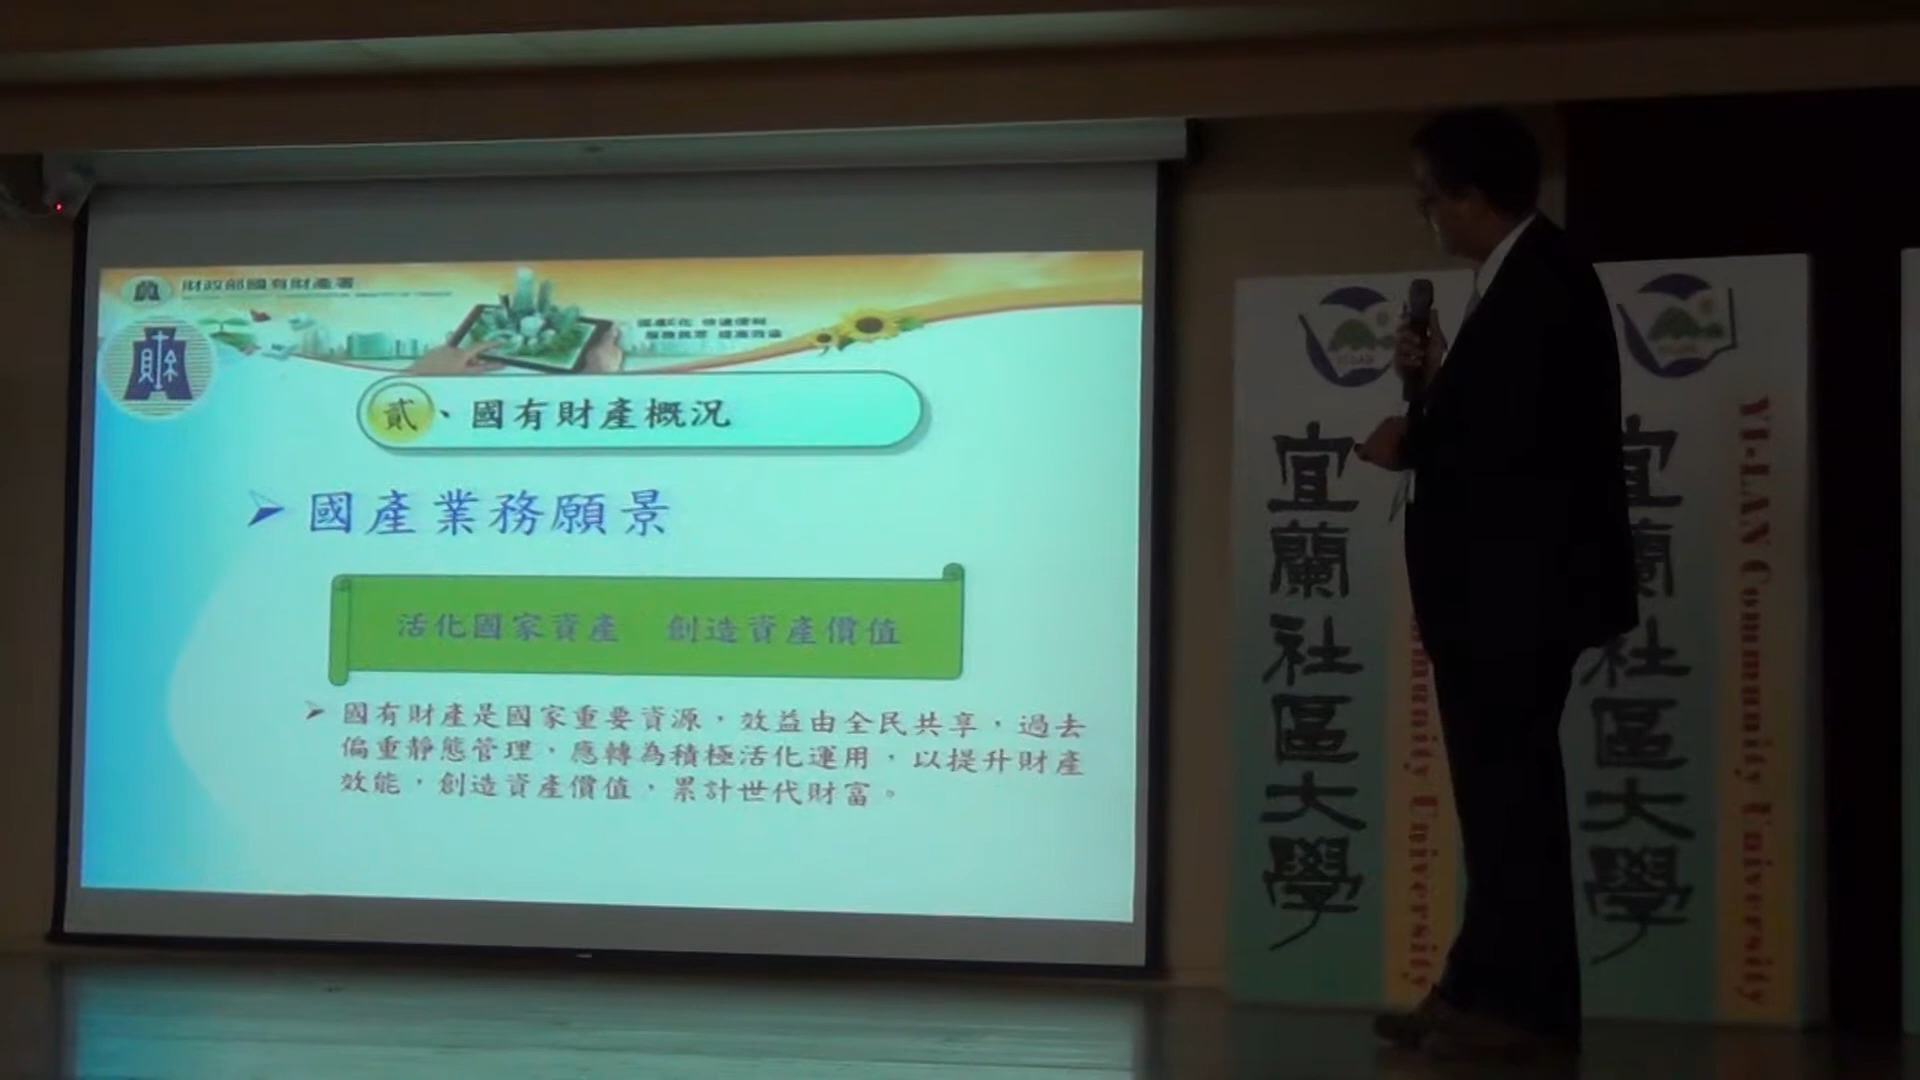 財政部國有財產署
財
貳、國有財產概況
➢國產業務願景
活化國家資產 創造資產價值
➢國有財產是國家重要資源，效益由全民共享，過去
偏重靜態管理，應轉為積極活化運用，以提升財產
效能，創造資產價值，累計世代財富。
宜蘭社區大學
Community University
宜蘭社區大學
YI-LAN Community University